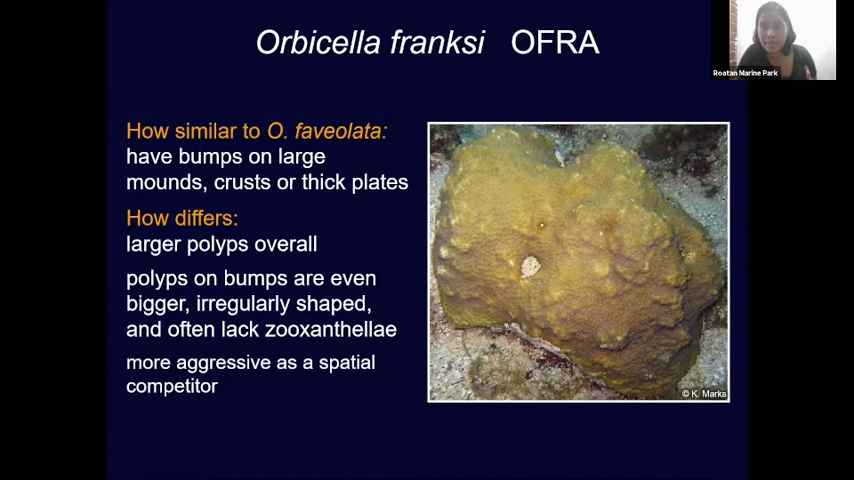 Orbicella franksi OFRA
Roatan Marine Park
How similar to O. faveolata:
have bumps on large
mounds, crusts or thick plates
How differs:
larger polyps overall
polyps on bumps are even
bigger, irregularly shaped,
and often lack zooxanthellae
more aggressive as a spatial
competitor
© K. Marks